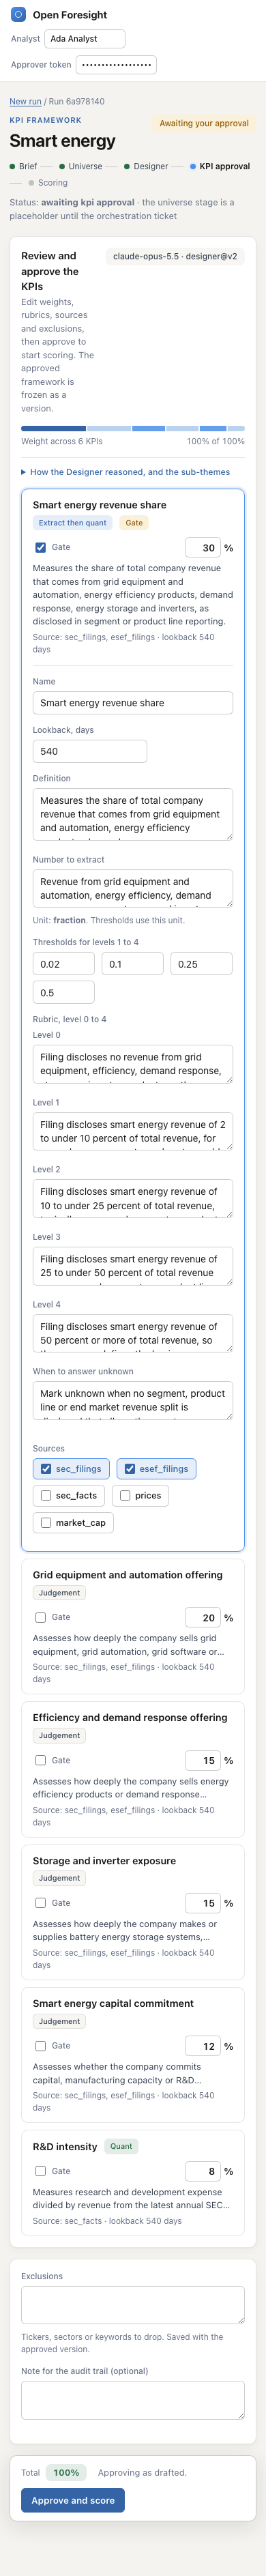 Open Foresight
Analyst Ada Analyst
Approver token ••••••••••••••••••
New run / Run 6a978140
KPI FRAMEWORK
Awaiting your approval
Smart energy
Brief Universe Designer KPI approval
Scoring
Status: awaiting kpi approval · the universe stage is a
placeholder until the orchestration ticket
Review and
approve the
KPIs
claude-opus-5.5 · designer@v2
Edit weights,
rubrics, sources
and exclusions,
then approve to
start scoring. The
approved
framework is
frozen as a
version.
Weight across 6 KPIs 100% of 100%
How the Designer reasoned, and the sub-themes
Smart energy revenue share
Extract then quant Gate
Gate 30 %
Measures the share of total company revenue
that comes from grid equipment and
automation, energy efficiency products, demand
response, energy storage and inverters, as
disclosed in segment or product line reporting.
Source: sec_filings, esef_filings · lookback 540
days
Name
Smart energy revenue share
Lookback, days
540
Definition
Measures the share of total company
revenue that comes from grid equipment
and automation, energy efficiency
Number to extract
Revenue from grid equipment and
automation, energy efficiency, demand
Unit: fraction. Thresholds use this unit.
Thresholds for levels 1 to 4
0.02 0.1 0.25
0.5
Rubric, level 0 to 4
Level 0
Filing discloses no revenue from grid
equipment, efficiency, demand response,
Level 1
Filing discloses smart energy revenue of 2
to under 10 percent of total revenue, for
Level 2
Filing discloses smart energy revenue of
10 to under 25 percent of total revenue,
Level 3
Filing discloses smart energy revenue of
25 to under 50 percent of total revenue
Level 4
Filing discloses smart energy revenue of
50 percent or more of total revenue, so
When to answer unknown
Mark unknown when no segment, product
line or end market revenue split is
Sources
sec_filings esef_filings
sec_facts prices
market_cap
Grid equipment and automation offering
Judgement
Gate 20 %
Assesses how deeply the company sells grid
equipment, grid automation, grid software or...
Source: sec_filings, esef_filings · lookback 540
days
Efficiency and demand response offering
Judgement
Gate 15 %
Assesses how deeply the company sells energy
efficiency products or demand response...
Source: sec_filings, esef_filings · lookback 540
days
Storage and inverter exposure
Judgement
Gate 15 %
Assesses how deeply the company makes or
supplies battery energy storage systems,...
Source: sec_filings, esef_filings · lookback 540
days
Smart energy capital commitment
Judgement
Gate 12 %
Assesses whether the company commits
capital, manufacturing capacity or R&D...
Source: sec_filings, esef_filings · lookback 540
days
R&D intensity Quant
Gate 8 %
Measures research and development expense
divided by revenue from the latest annual SEC...
Source: sec_facts · lookback 540 days
Exclusions
Tickers, sectors or keywords to drop. Saved with the
approved version.
Note for the audit trail (optional)
Total 100% Approving as drafted.
Approve and score